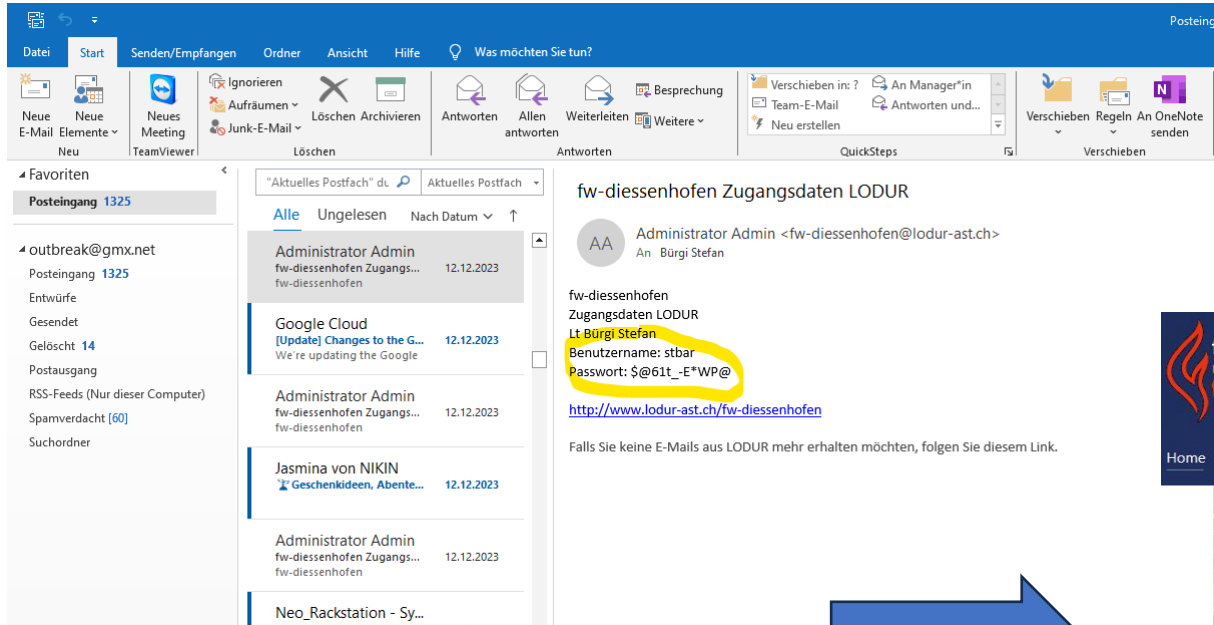 Posteing
Datei Start Senden/Empfangen Ordner Ansicht Hilfe Was möchten Sie tun?
Neue E-Mail
Neue Elemente
Neu
Neues Meeting
TeamViewer
Ignorieren
Aufräumen
Junk-E-Mail
Löschen Archivieren
Löschen
Antworten
Allen antworten
Weiterleiten
Besprechung
Weitere
Antworten
Verschieben in: ?
Team-E-Mail
Neu erstellen
An Manager*in
Antworten und...
QuickSteps
Verschieben
Regeln
N
An OneNote senden
Verschieben
Favoriten
Posteingang 1325
outbreak@gmx.net
Posteingang 1325
Entwürfe
Gesendet
Gelöscht 14
Postausgang
RSS-Feeds (Nur dieser Computer)
Spamverdacht [60]
Suchordner
"Aktuelles Postfach" du
Aktuelles Postfach
Alle Ungelesen Nach Datum
Administrator Admin
fw-diessenhofen Zugangs... 12.12.2023
fw-diessenhofen
Google Cloud
[Update] Changes to the G... 12.12.2023
We're updating the Google
Administrator Admin
fw-diessenhofen Zugangs... 12.12.2023
fw-diessenhofen
Jasmina von NIKIN
Geschenkideen, Abente... 12.12.2023
Administrator Admin
fw-diessenhofen Zugangs... 12.12.2023
fw-diessenhofen
Neo_Rackstation - Sy...
fw-diessenhofen Zugangsdaten LODUR
AA
Administrator Admin <fw-diessenhofen@lodur-ast.ch>
An Bürgi Stefan
fw-diessenhofen
Zugangsdaten LODUR
Lt Bürgi Stefan
Benutzername: stbar
Passwort: $@61t_-E*WP@
http://www.lodur-ast.ch/fw-diessenhofen
Falls Sie keine E-Mails aus LODUR mehr erhalten möchten, folgen Sie diesem Link.
Home